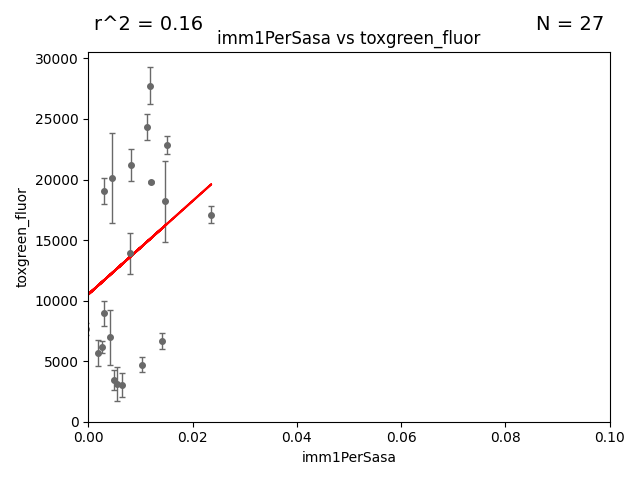 r^2 = 0.16
N = 27
imm1PerSasa vs toxgreen_fluor
30000
25000
20000
15000
10000
5000
0
toxgreen_fluor
0.00 0.02 0.04 0.06 0.08 0.10
imm1PerSasa